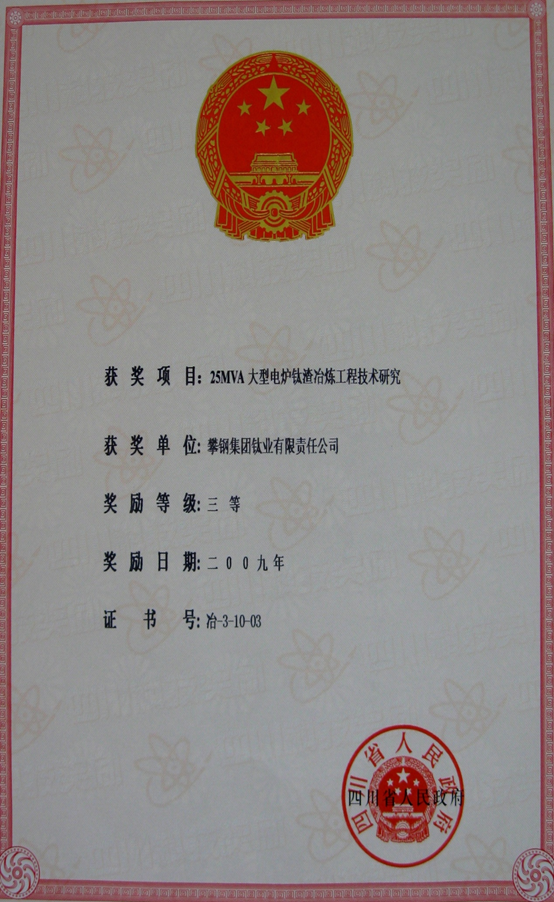 获奖项目：25MVA 大型电炉钛渣冶炼工程技术研究
获奖单位：攀钢集团钛业有限责任公司
奖励等级：三 等
奖励日期：二００九年
证 书 号：冶-3-10-03
四川省人民政府
四川省人民政府